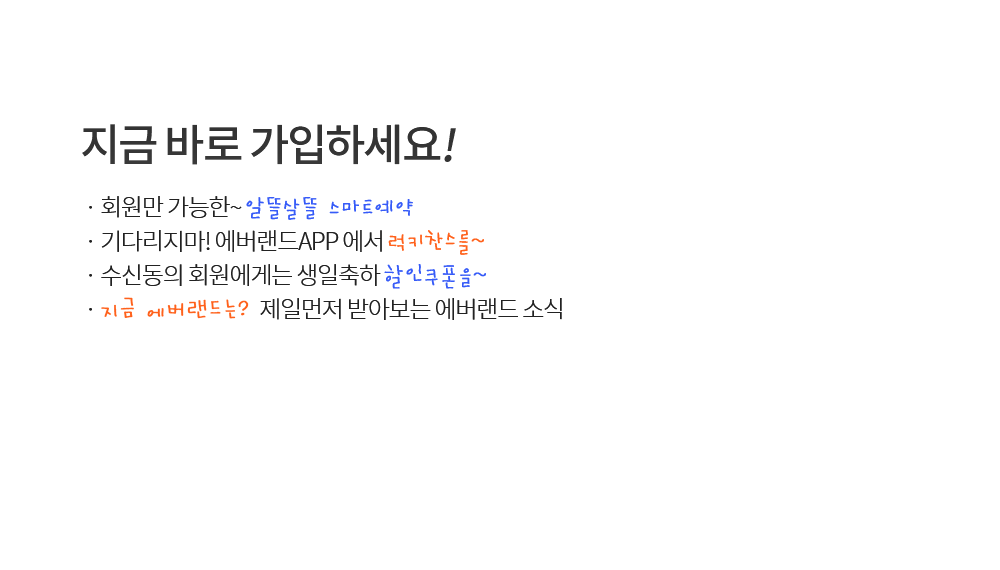 지금 바로 가입하세요!
· 회원만 가능한~ 알뜰살뜰 스마트예약
· 기다리지마! 에버랜드APP 에서 럭키찬스를~
· 수신동의 회원에게는 생일축하 할인쿠폰을~
· 지금 에버랜드는? 제일먼저 받아보는 에버랜드 소식